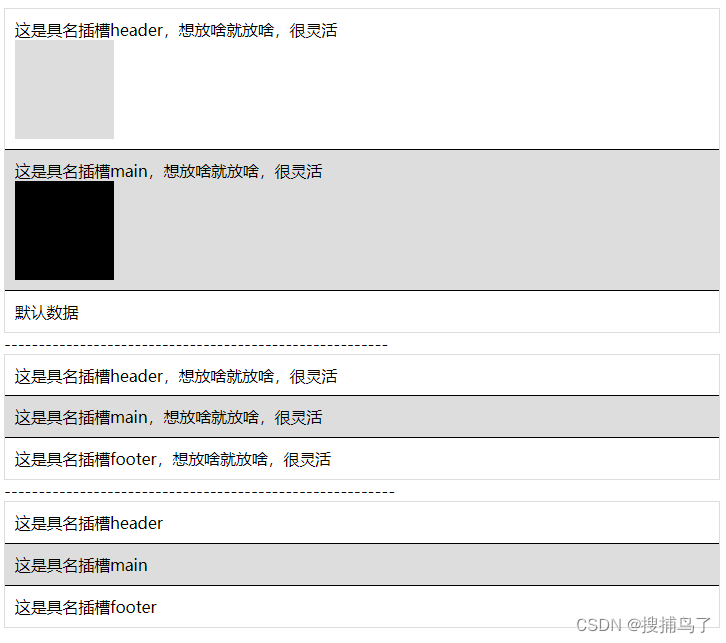 这是具名插槽header，想放啥就放啥，很灵活
这是具名插槽main，想放啥就放啥，很灵活
默认数据
-------------------------------------------------------
这是具名插槽header，想放啥就放啥，很灵活
这是具名插槽main，想放啥就放啥，很灵活
这是具名插槽footer，想放啥就放啥，很灵活
--------------------------------------------------------
这是具名插槽header
这是具名插槽main
这是具名插槽footer
CSDN @搜捕鸟了